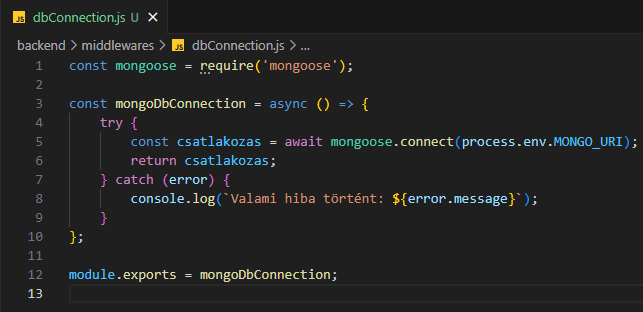 JS dbConnection.js U ×
backend > middlewares > JS dbConnection.js > ...
1 const mongoose = require('mongoose');
2
3 const mongoDbConnection = async () => {
4 try {
5 const csatlakozas = await mongoose.connect(process.env.MONGO_URI);
6 return csatlakozas;
7 } catch (error) {
8 console.log(`Valami hiba történt: ${error.message}`);
9 }
10 };
11
12 module.exports = mongoDbConnection;
13